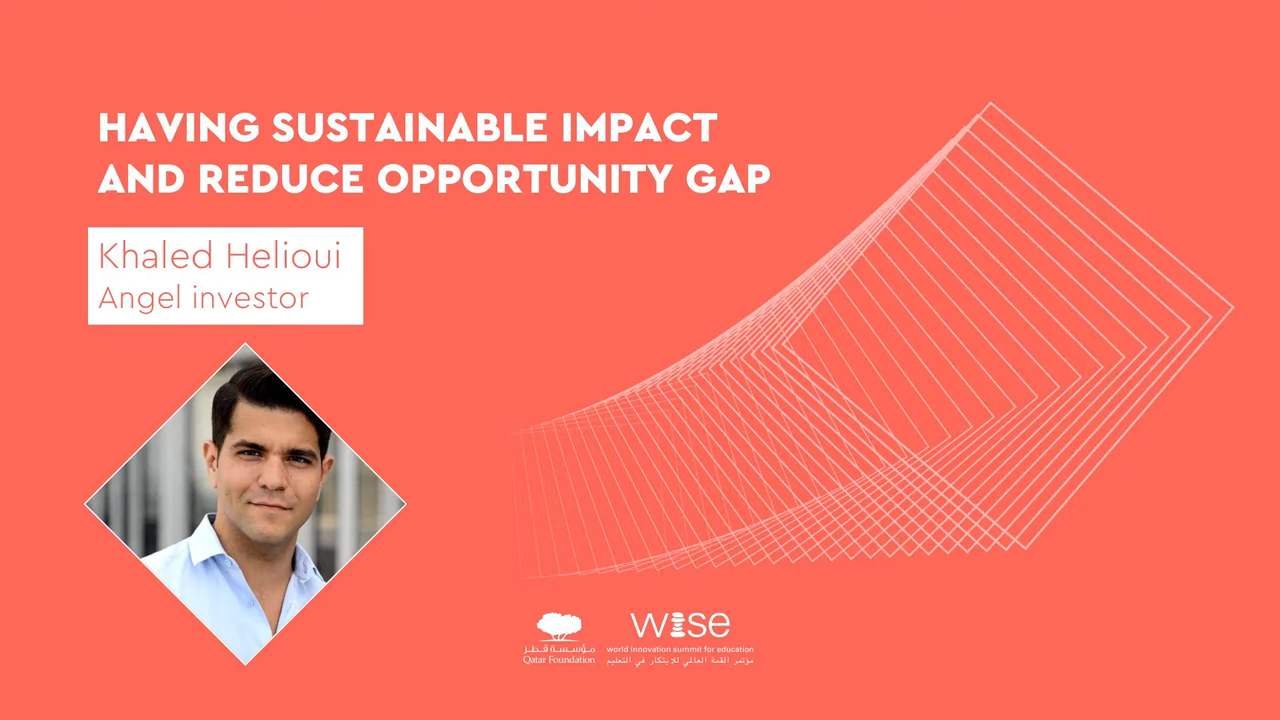 HAVING SUSTAINABLE IMPACT
AND REDUCE OPPORTUNITY GAP
Khaled Helioui
Angel investor
مؤسسة قطر
Qatar Foundation
wise
world innovation summit for education
مؤتمر القمة العالمي للابتكار في التعليم